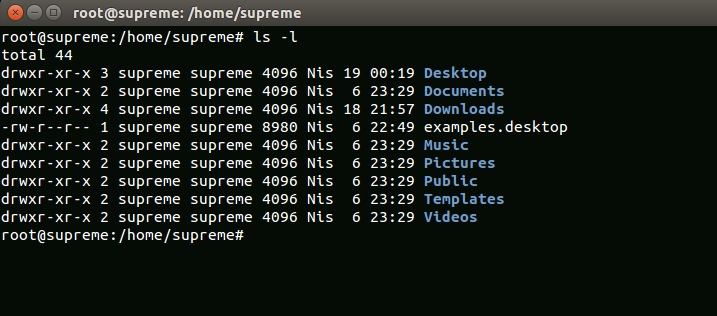 root@supreme: /home/supreme
root@supreme:/home/supreme# ls -l
total 44
drwxr-xr-x 3 supreme supreme 4096 Nis 19 00:19 Desktop
drwxr-xr-x 2 supreme supreme 4096 Nis  6 23:29 Documents
drwxr-xr-x 4 supreme supreme 4096 Nis 18 21:57 Downloads
-rw-r--r-- 1 supreme supreme 8980 Nis  6 22:49 examples.desktop
drwxr-xr-x 2 supreme supreme 4096 Nis  6 23:29 Music
drwxr-xr-x 2 supreme supreme 4096 Nis  6 23:29 Pictures
drwxr-xr-x 2 supreme supreme 4096 Nis  6 23:29 Public
drwxr-xr-x 2 supreme supreme 4096 Nis  6 23:29 Templates
drwxr-xr-x 2 supreme supreme 4096 Nis  6 23:29 Videos
root@supreme:/home/supreme#